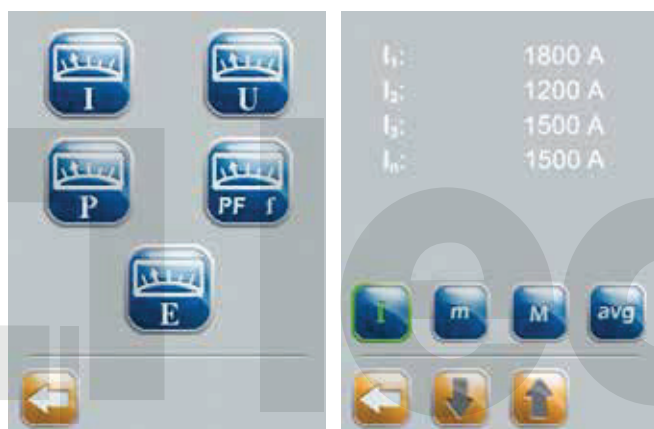 I
U
P
PF f
E
I₁: 1800 A
I₂: 1200 A
I₃: 1500 A
Iₙ: 1500 A
I
m
M
avg